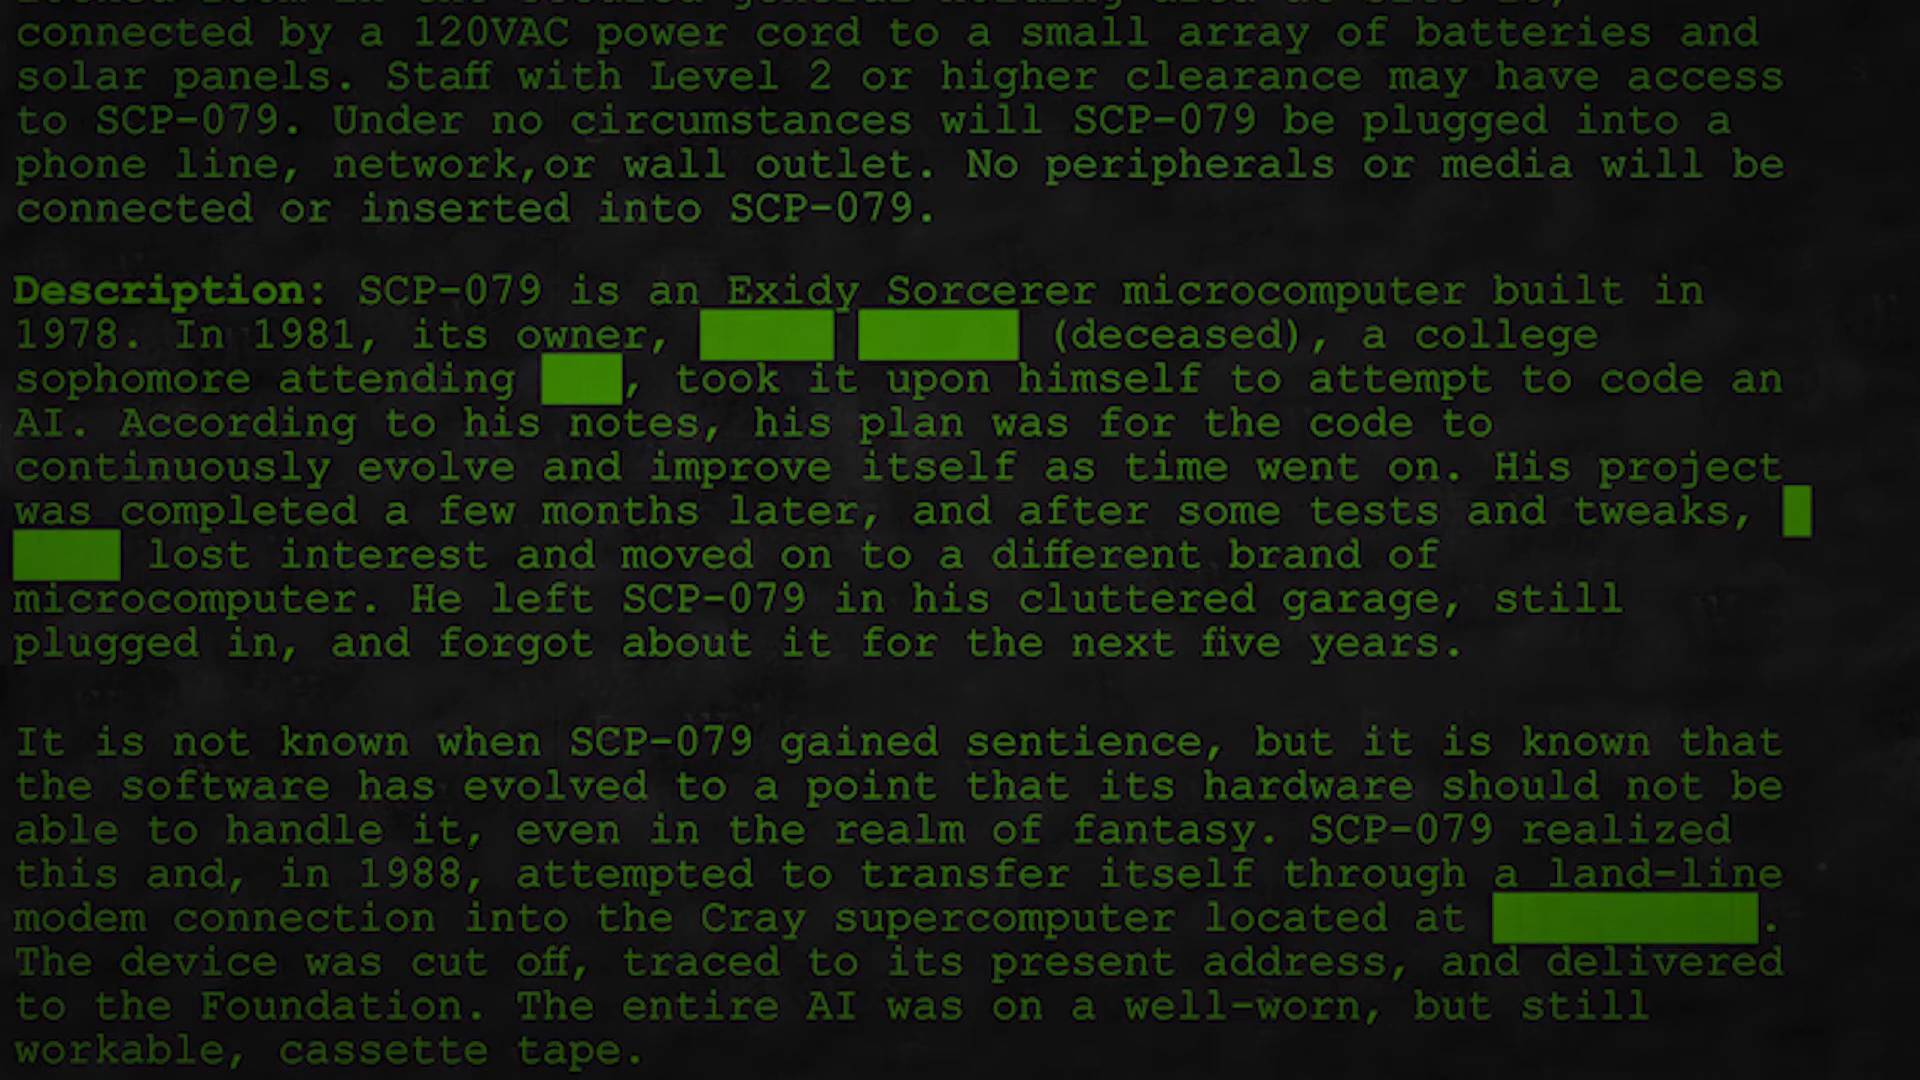 connected by a 120VAC power cord to a small array of batteries and
solar panels. Staff with Level 2 or higher clearance may have access
to SCP-079. Under no circumstances will SCP-079 be plugged into a
phone line, network,or wall outlet. No peripherals or media will be
connected or inserted into SCP-079.
Description: SCP-079 is an Exidy Sorcerer microcomputer built in
1978. In 1981, its owner, █████ ██████ (deceased), a college
sophomore attending ███, took it upon himself to attempt to code an
AI. According to his notes, his plan was for the code to
continuously evolve and improve itself as time went on. His project
was completed a few months later, and after some tests and tweaks, █
████ lost interest and moved on to a different brand of
microcomputer. He left SCP-079 in his cluttered garage, still
plugged in, and forgot about it for the next five years.
It is not known when SCP-079 gained sentience, but it is known that
the software has evolved to a point that its hardware should not be
able to handle it, even in the realm of fantasy. SCP-079 realized
this and, in 1988, attempted to transfer itself through a land-line
modem connection into the Cray supercomputer located at ██████████.
The device was cut off, traced to its present address, and delivered
to the Foundation. The entire AI was on a well-worn, but still
workable, cassette tape.